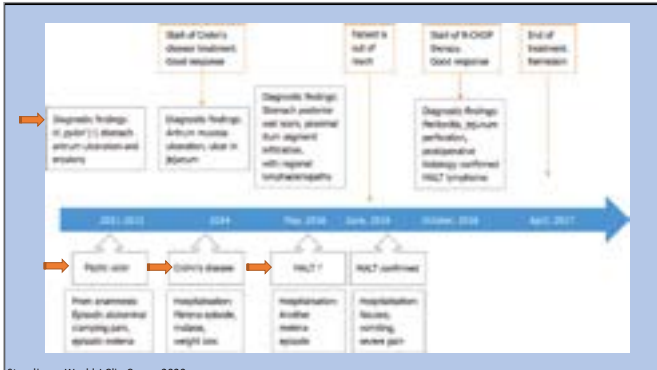 Start of Crohn's
disease treatment.
Good response
Patient is
out of
reach
Start of R-CHOP
therapy.
Good response
End of
treatment.
Remission
Diagnostic findings:
stomach
antrum ulceration and
erosions
Diagnostic findings:
Antrum mucosa
ulceration, ulcer in
jejunum
Diagnostic findings:
Stomach posterior
wall proximal
ileum segment
infiltration,
with regional
lymphadenopathy
Diagnostic findings:
Peritonitis, jejunum
perforation,
postoperative
histology confirmed
MALT lymphoma
2014
May, 2016
June, 2016
October, 2016
April, 2017
Peptic ulcer
Crohn's disease
MALT ?
MALT confirmed
From anamnesis:
Episodic abdominal
cramping pain,
episodic melena
Hospitalisation:
Melena episode,
malaise,
weight loss
Hospitalisation:
Another
melena
episode
Hospitalisation:
Nausea,
vomiting,
severe pain